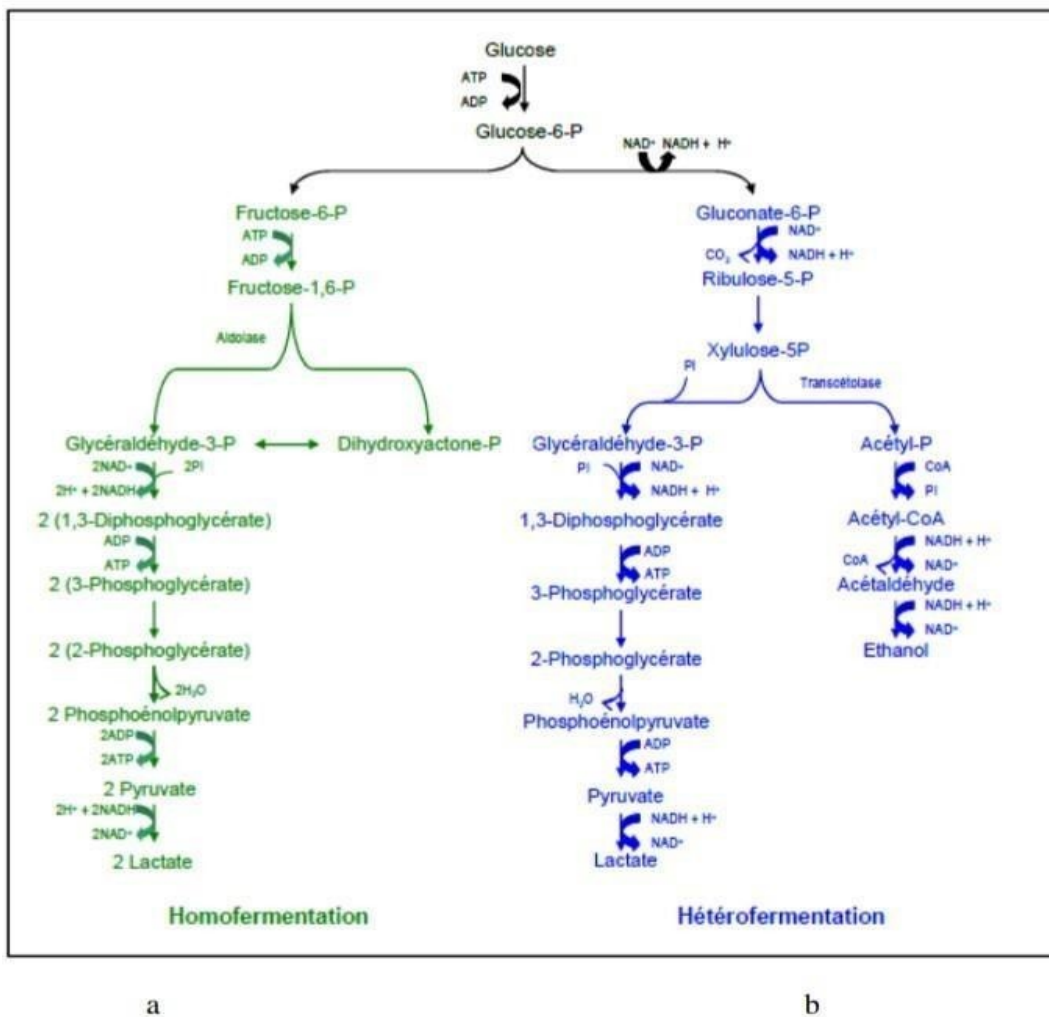 Glucose
ATP
ADP
Glucose-6-P
NAD+ NADH + H+
Fructose-6-P
ATP
ADP
Fructose-1,6-P
Aldolase
Glycéraldéhyde-3-P
Dihydroxyactone-P
2NAD+
2PI
2H+ + 2NADH
2 (1,3-Diphosphoglycérate)
ADP
ATP
2 (3-Phosphoglycérate)
2 (2-Phosphoglycérate)
2H₂O
2 Phosphoénolpyruvate
2ADP
2ATP
2 Pyruvate
2H+ + 2NADH
2NAD+
2 Lactate
Homofermentation
Gluconate-6-P
NAD+
CO₂
NADH + H+
Ribulose-5-P
Xylulose-5P
PI
Transcétolase
Glycéraldéhyde-3-P
PI
NAD+
NADH + H+
1,3-Diphosphoglycérate
ADP
ATP
3-Phosphoglycérate
2-Phosphoglycérate
H₂O
Phosphoénolpyruvate
ADP
ATP
Pyruvate
NADH + H+
NAD+
Lactate
Acétyl-P
CoA
PI
Acétyl-CoA
NADH + H+
CoA
NAD+
Acétaldéhyde
NADH + H+
NAD+
Ethanol
Hétérofermentation
a
b